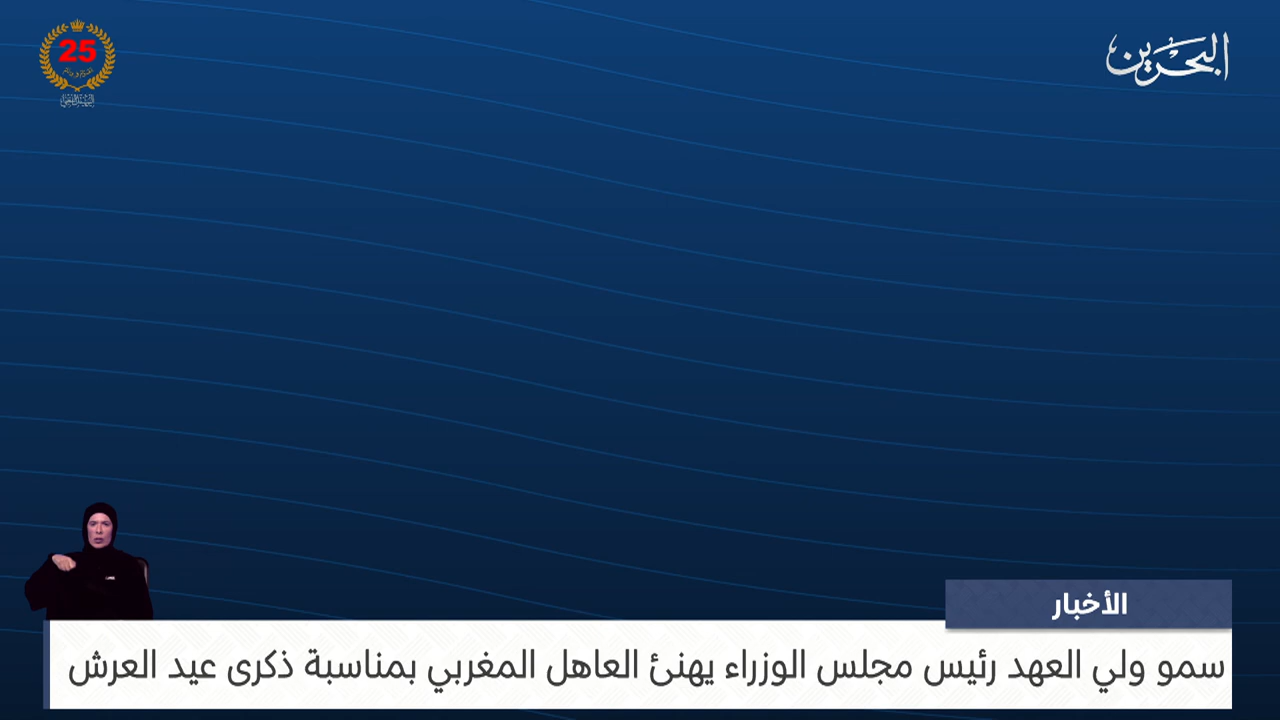 البحرين
25
الأخبار
سمو ولي العهد رئيس مجلس الوزراء يهنئ العاهل المغربي بمناسبة ذكرى عيد العرش